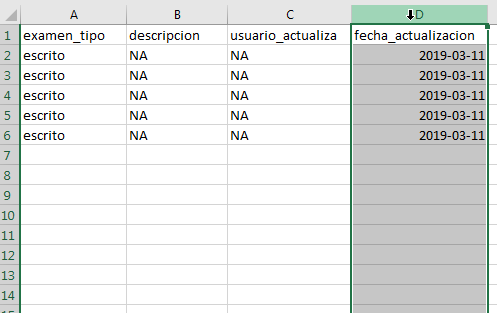 A B C D
1 examen_tipo descripcion usuario_actualiza fecha_actualizacion
2 escrito NA NA 2019-03-11
3 escrito NA NA 2019-03-11
4 escrito NA NA 2019-03-11
5 escrito NA NA 2019-03-11
6 escrito NA NA 2019-03-11
7
8
9
10
11
12
13
14